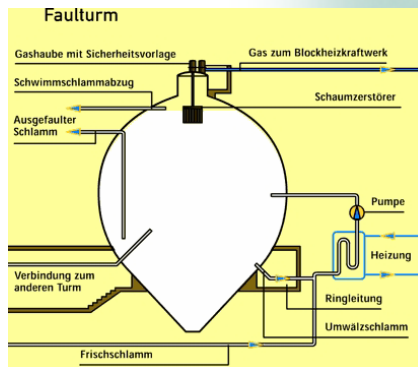 Faulturm
Gashaube mit Sicherheitsvorlage
Gas zum Blockheizkraftwerk
Schwimmschlammabzug
Schaumzerstörer
Ausgefaulter
Schlamm
Pumpe
Heizung
Verbindung zum
anderen Turm
Ringleitung
Umwälzschlamm
Frischschlamm